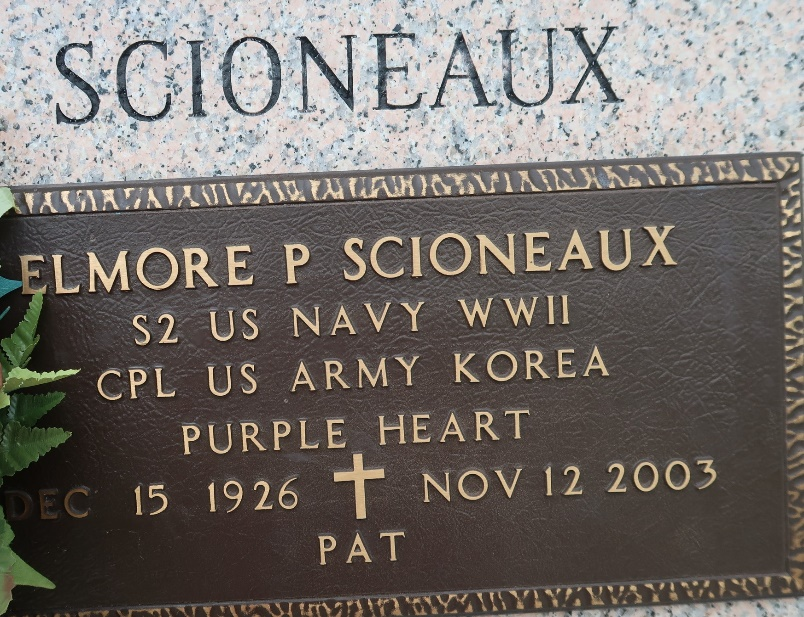 SCIONEAUX
ELMORE P SCIONEAUX
S2 US NAVY WWII
CPL US ARMY KOREA
PURPLE HEART
DEC 15 1926 NOV 12 2003
PAT